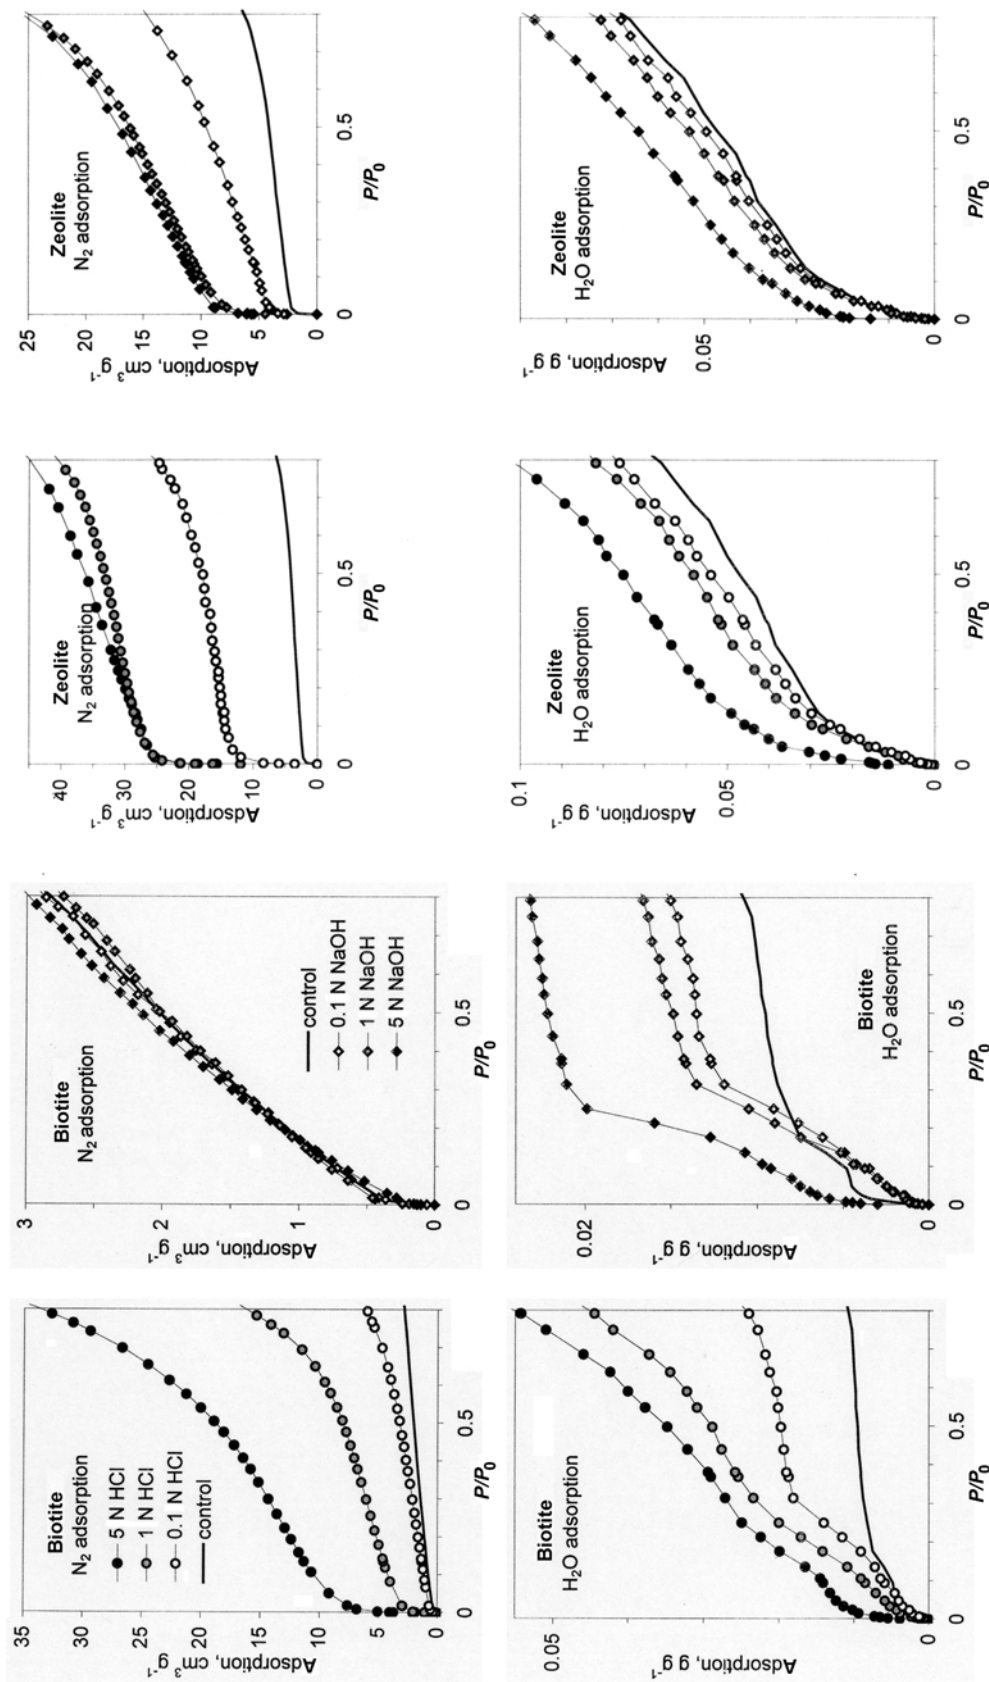 Biotite
N₂ adsorption
5 N HCl
1 N HCl
0.1 N HCl
control
Adsorption, cm³ g⁻¹
35
30
25
20
15
10
5
0
0
0.5
P/P₀
Biotite
N₂ adsorption
control
0.1 N NaOH
1 N NaOH
5 N NaOH
Adsorption, cm³ g⁻¹
3
2
1
0
0
0.5
P/P₀
Zeolite
N₂ adsorption
Adsorption, cm³ g⁻¹
40
30
20
10
0
0
0.5
P/P₀
Zeolite
N₂ adsorption
Adsorption, cm³ g⁻¹
25
20
15
10
5
0
0
0.5
P/P₀
Biotite
H₂O adsorption
Adsorption, g g⁻¹
0.05
0
0
0.5
P/P₀
Biotite
H₂O adsorption
Adsorption, g g⁻¹
0.02
0
0
0.5
P/P₀
Zeolite
H₂O adsorption
Adsorption, g g⁻¹
0.1
0.05
0
0
0.5
P/P₀
Zeolite
H₂O adsorption
Adsorption, g g⁻¹
0.05
0
0
0.5
P/P₀